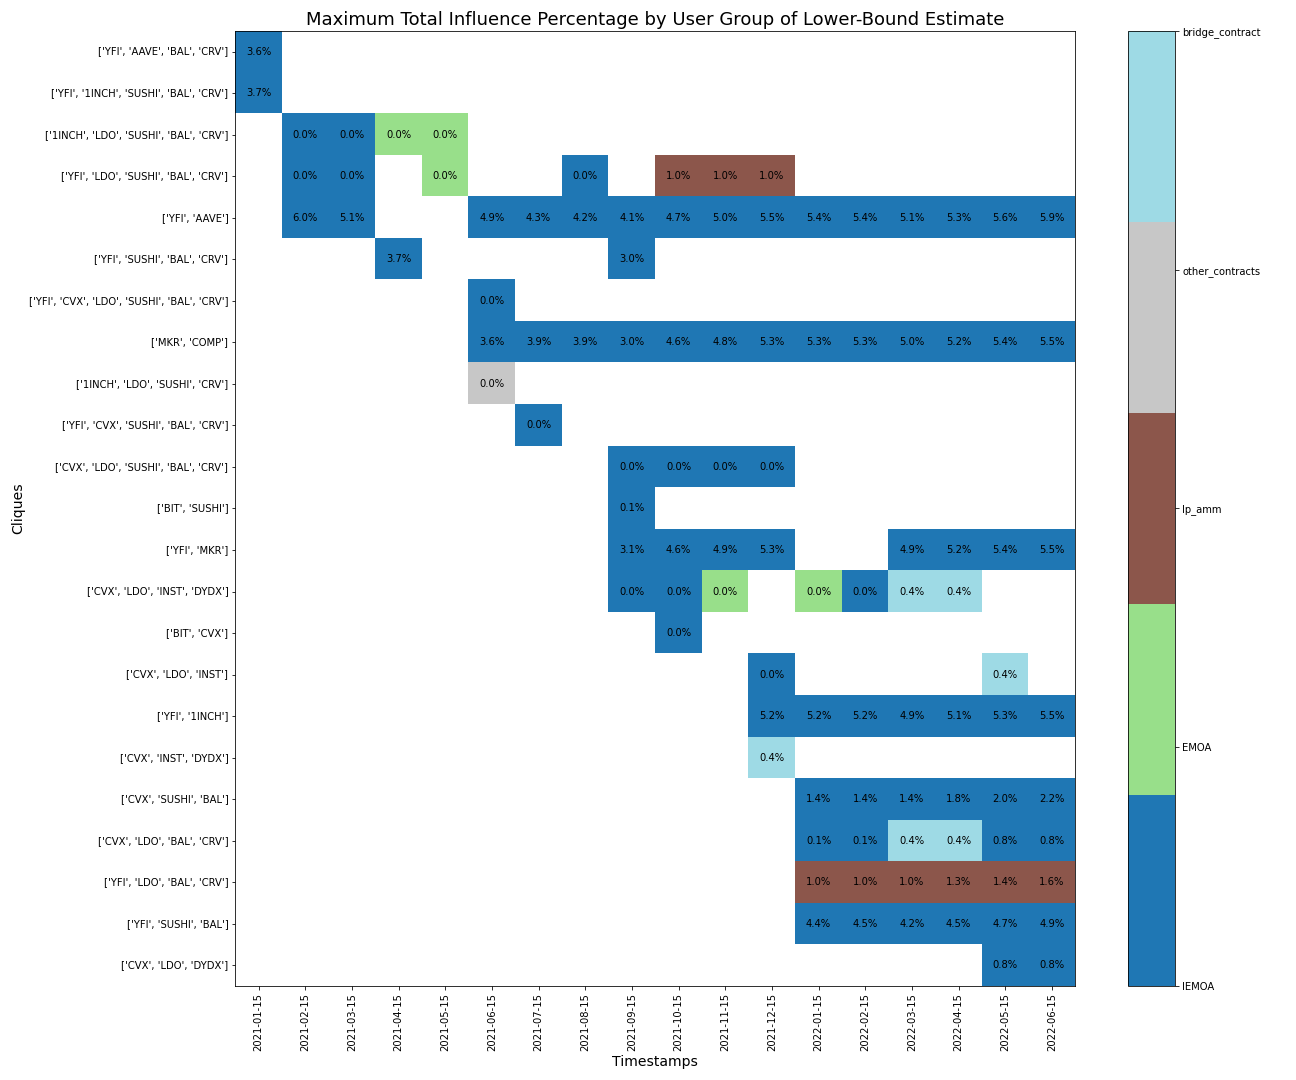 Maximum Total Influence Percentage by User Group of Lower-Bound Estimate
['YFI', 'AAVE', 'BAL', 'CRV'] 3.6%
['YFI', '1INCH', 'SUSHI', 'BAL', 'CRV'] 3.7%
['1INCH', 'LDO', 'SUSHI', 'BAL', 'CRV'] 0.0% 0.0% 0.0% 0.0%
['YFI', 'LDO', 'SUSHI', 'BAL', 'CRV'] 0.0% 0.0% 0.0% 0.0% 1.0% 1.0% 1.0%
['YFI', 'AAVE'] 6.0% 5.1% 4.9% 4.3% 4.2% 4.1% 4.7% 5.0% 5.5% 5.4% 5.4% 5.1% 5.3% 5.6% 5.9%
['YFI', 'SUSHI', 'BAL', 'CRV'] 3.7% 3.0%
['YFI', 'CVX', 'LDO', 'SUSHI', 'BAL', 'CRV'] 0.0%
['MKR', 'COMP'] 3.6% 3.9% 3.9% 3.0% 4.6% 4.8% 5.3% 5.3% 5.3% 5.0% 5.2% 5.4% 5.5%
['1INCH', 'LDO', 'SUSHI', 'CRV'] 0.0%
['YFI', 'CVX', 'SUSHI', 'BAL', 'CRV'] 0.0%
['CVX', 'LDO', 'SUSHI', 'BAL', 'CRV'] 0.0% 0.0% 0.0% 0.0%
['BIT', 'SUSHI'] 0.1%
['YFI', 'MKR'] 3.1% 4.6% 4.9% 5.3% 4.9% 5.2% 5.4% 5.5%
['CVX', 'LDO', 'INST', 'DYDX'] 0.0% 0.0% 0.0% 0.0% 0.0% 0.4% 0.4%
['BIT', 'CVX'] 0.0%
['CVX', 'LDO', 'INST'] 0.0% 0.4%
['YFI', '1INCH'] 5.2% 5.2% 5.2% 4.9% 5.1% 5.3% 5.5%
['CVX', 'INST', 'DYDX'] 0.4%
['CVX', 'SUSHI', 'BAL'] 1.4% 1.4% 1.4% 1.8% 2.0% 2.2%
['CVX', 'LDO', 'BAL', 'CRV'] 0.1% 0.1% 0.4% 0.4% 0.8% 0.8%
['YFI', 'LDO', 'BAL', 'CRV'] 1.0% 1.0% 1.0% 1.3% 1.4% 1.6%
['YFI', 'SUSHI', 'BAL'] 4.4% 4.5% 4.2% 4.5% 4.7% 4.9%
['CVX', 'LDO', 'DYDX'] 0.8% 0.8%
Cliques
2021-01-15
2021-02-15
2021-03-15
2021-04-15
2021-05-15
2021-06-15
2021-07-15
2021-08-15
2021-09-15
2021-10-15
2021-11-15
2021-12-15
2022-01-15
2022-02-15
2022-03-15
2022-04-15
2022-05-15
2022-06-15
Timestamps
bridge_contract
other_contracts
lp_amm
EMOA
IEMOA